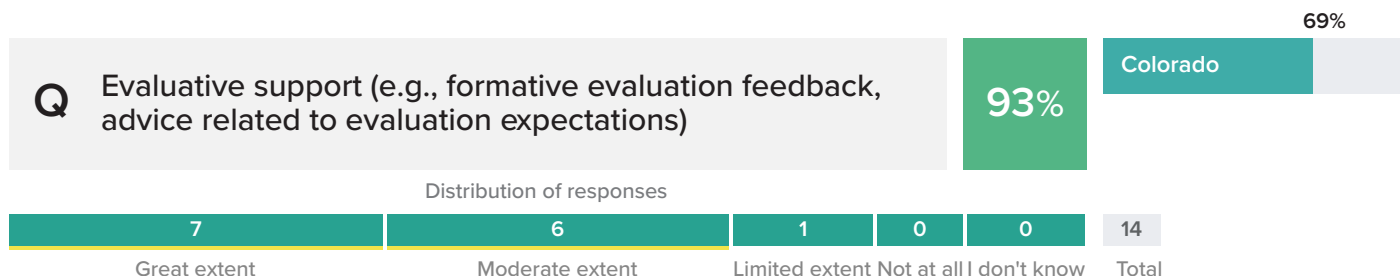 69%
Q Evaluative support (e.g., formative evaluation feedback,
advice related to evaluation expectations)
93%
Colorado
Distribution of responses
7 6 1 0 0 14
Great extent Moderate extent Limited extent Not at all I don't know Total